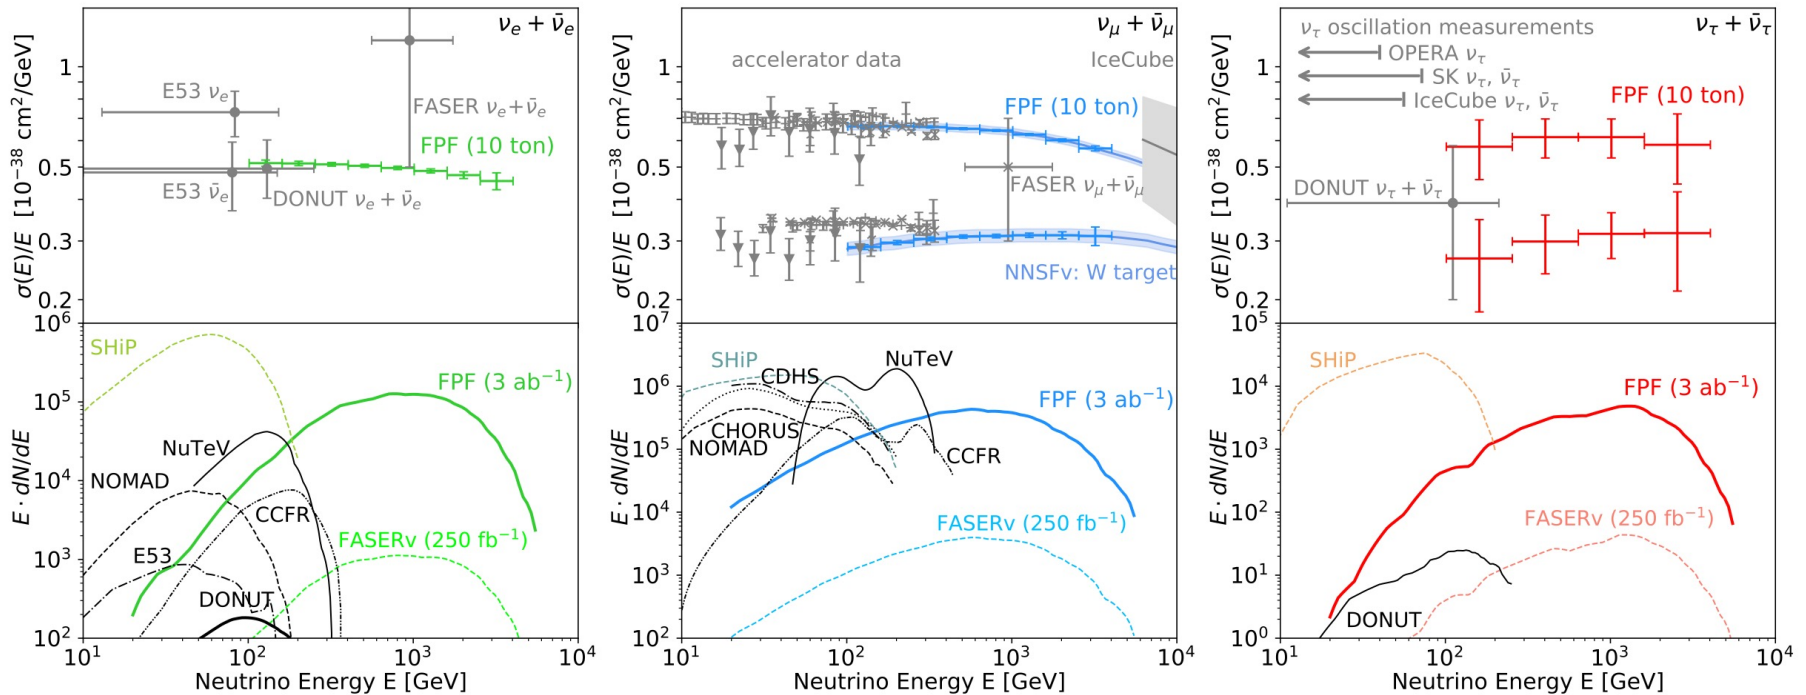 νe + ν̄e
E53 νe
FASER νe+ν̄e
FPF (10 ton)
E53 ν̄e
DONUT νe + ν̄e
σ(E)/E [10⁻³⁸ cm²/GeV]
1
0.5
0.3
0.2
10⁶
SHiP
FPF (3 ab⁻¹)
NuTeV
NOMAD
CCFR
FASERν (250 fb⁻¹)
E53
DONUT
E · dN/dE
10⁵
10⁴
10³
10²
10¹ 10² 10³ 10⁴
Neutrino Energy E [GeV]
νμ + ν̄μ
accelerator data
IceCube
FPF (10 ton)
FASER νμ+ν̄μ
NNSFν: W target
σ(E)/E [10⁻³⁸ cm²/GeV]
1
0.5
0.3
0.2
10⁷
SHiP
CDHS
NuTeV
FPF (3 ab⁻¹)
CHORUS
NOMAD
CCFR
FASERν (250 fb⁻¹)
E · dN/dE
10⁶
10⁵
10⁴
10³
10²
10¹ 10² 10³ 10⁴
Neutrino Energy E [GeV]
ντ oscillation measurements
ντ + ν̄τ
OPERA ντ
SK ντ, ν̄τ
IceCube ντ, ν̄τ
FPF (10 ton)
DONUT ντ + ν̄τ
σ(E)/E [10⁻³⁸ cm²/GeV]
1
0.5
0.3
0.2
10⁵
SHiP
FPF (3 ab⁻¹)
FASERν (250 fb⁻¹)
DONUT
E · dN/dE
10⁴
10³
10²
10¹
10⁰
10¹ 10² 10³ 10⁴
Neutrino Energy E [GeV]